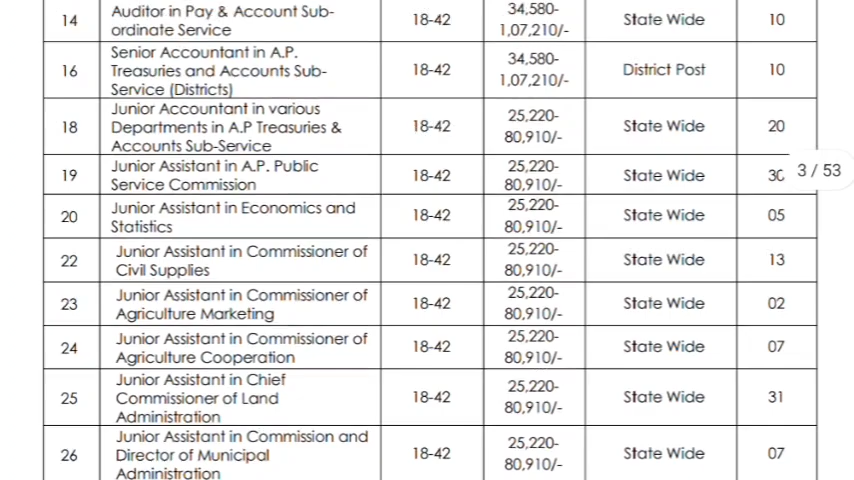 14 Auditor in Pay & Account Sub- 18-42 34,580- State Wide 10
ordinate Service 1,07,210/-
16 Senior Accountant in A.P. 18-42 34,580- District Post 10
Treasuries and Accounts Sub- 1,07,210/-
Service (Districts)
18 Junior Accountant in various 18-42 25,220- State Wide 20
Departments in A.P Treasuries & 80,910/-
Accounts Sub-Service
19 Junior Assistant in A.P. Public 18-42 25,220- State Wide 30 3 / 53
Service Commission 80,910/-
20 Junior Assistant in Economics and 18-42 25,220- State Wide 05
Statistics 80,910/-
22 Junior Assistant in Commissioner of 18-42 25,220- State Wide 13
Civil Supplies 80,910/-
23 Junior Assistant in Commissioner of 18-42 25,220- State Wide 02
Agriculture Marketing 80,910/-
24 Junior Assistant in Commissioner of 18-42 25,220- State Wide 07
Agriculture Cooperation 80,910/-
25 Junior Assistant in Chief 18-42 25,220- State Wide 31
Commissioner of Land 80,910/-
Administration
26 Junior Assistant in Commission and 18-42 25,220- State Wide 07
Director of Municipal 80,910/-
Administration